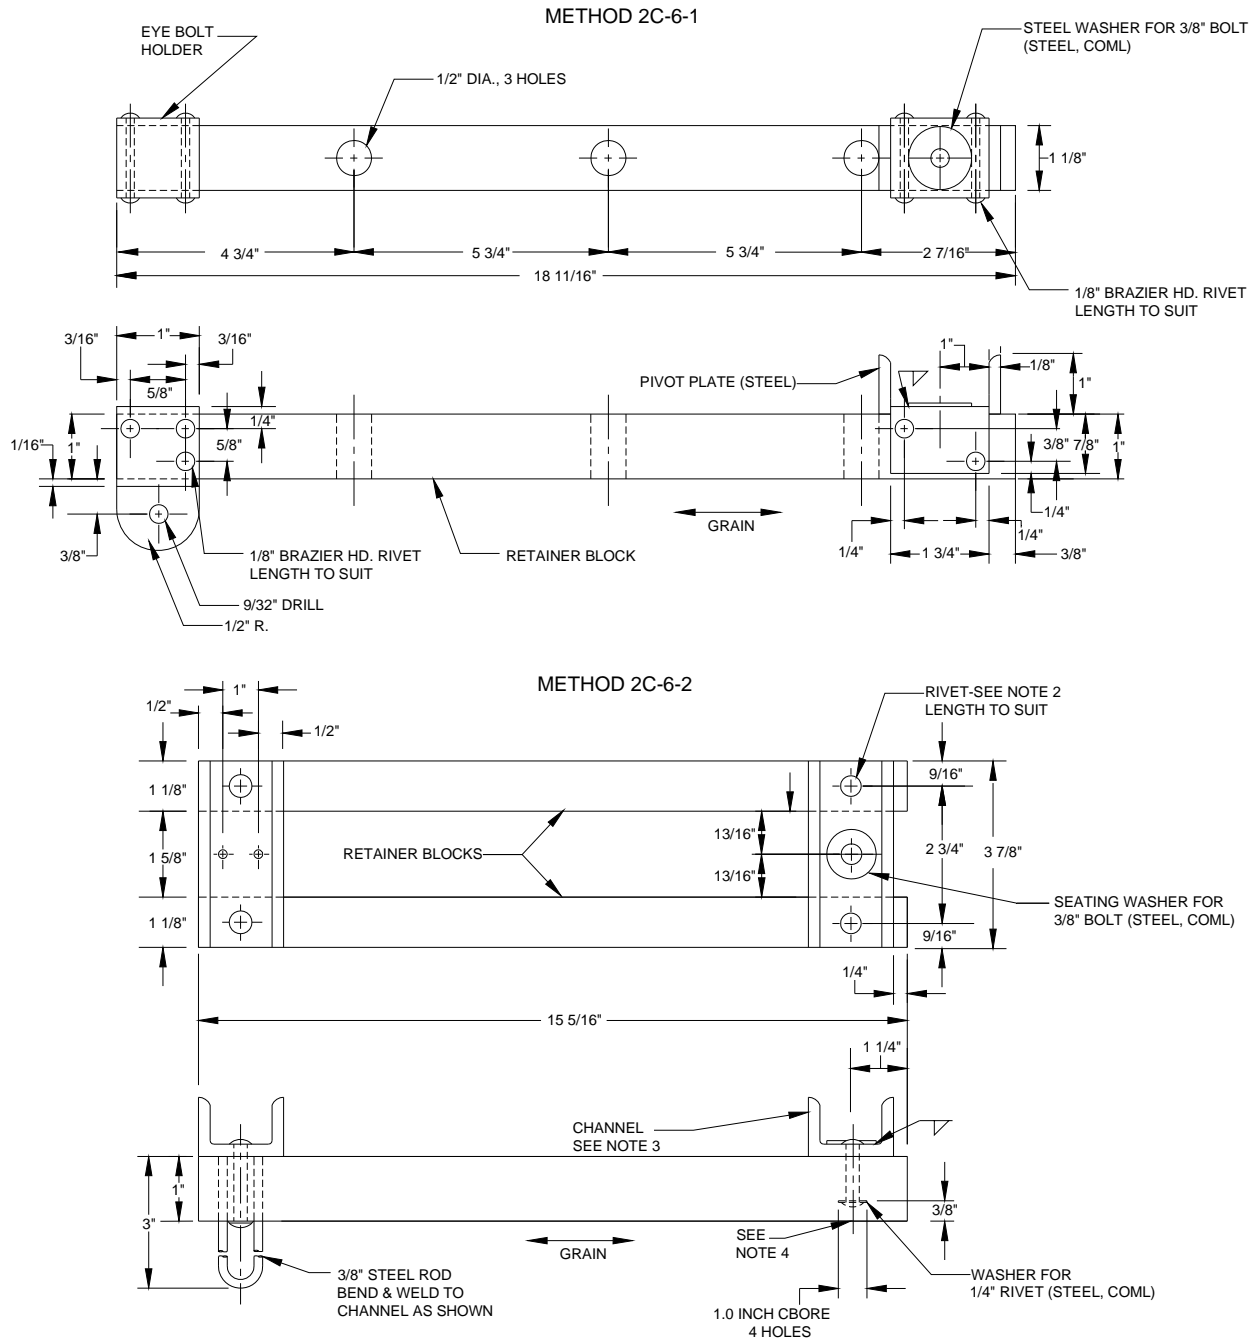 METHOD 2C-6-1
EYE BOLT
HOLDER
STEEL WASHER FOR 3/8" BOLT
(STEEL, COML)
1/2" DIA., 3 HOLES
1 1/8"
4 3/4"
5 3/4"
5 3/4"
2 7/16"
18 11/16"
1/8" BRAZIER HD. RIVET
LENGTH TO SUIT
3/16"
1"
3/16"
5/8"
1/4"
1/16"
1"
5/8"
3/8"
PIVOT PLATE (STEEL)
1"
1/8"
1"
3/8"
7/8"
1"
1/4"
1/4"
1/4"
1 3/4"
3/8"
GRAIN
1/8" BRAZIER HD. RIVET
LENGTH TO SUIT
RETAINER BLOCK
9/32" DRILL
1/2" R.
METHOD 2C-6-2
1"
1/2"
1/2"
RIVET-SEE NOTE 2
LENGTH TO SUIT
1 1/8"
9/16"
13/16"
1 5/8"
RETAINER BLOCKS
2 3/4"
3 7/8"
13/16"
1 1/8"
9/16"
SEATING WASHER FOR
3/8" BOLT (STEEL, COML)
1/4"
15 5/16"
1 1/4"
CHANNEL
SEE NOTE 3
1"
3"
3/8"
SEE
NOTE 4
GRAIN
3/8" STEEL ROD
BEND & WELD TO
CHANNEL AS SHOWN
WASHER FOR
1/4" RIVET (STEEL, COML)
1.0 INCH CBORE
4 HOLES